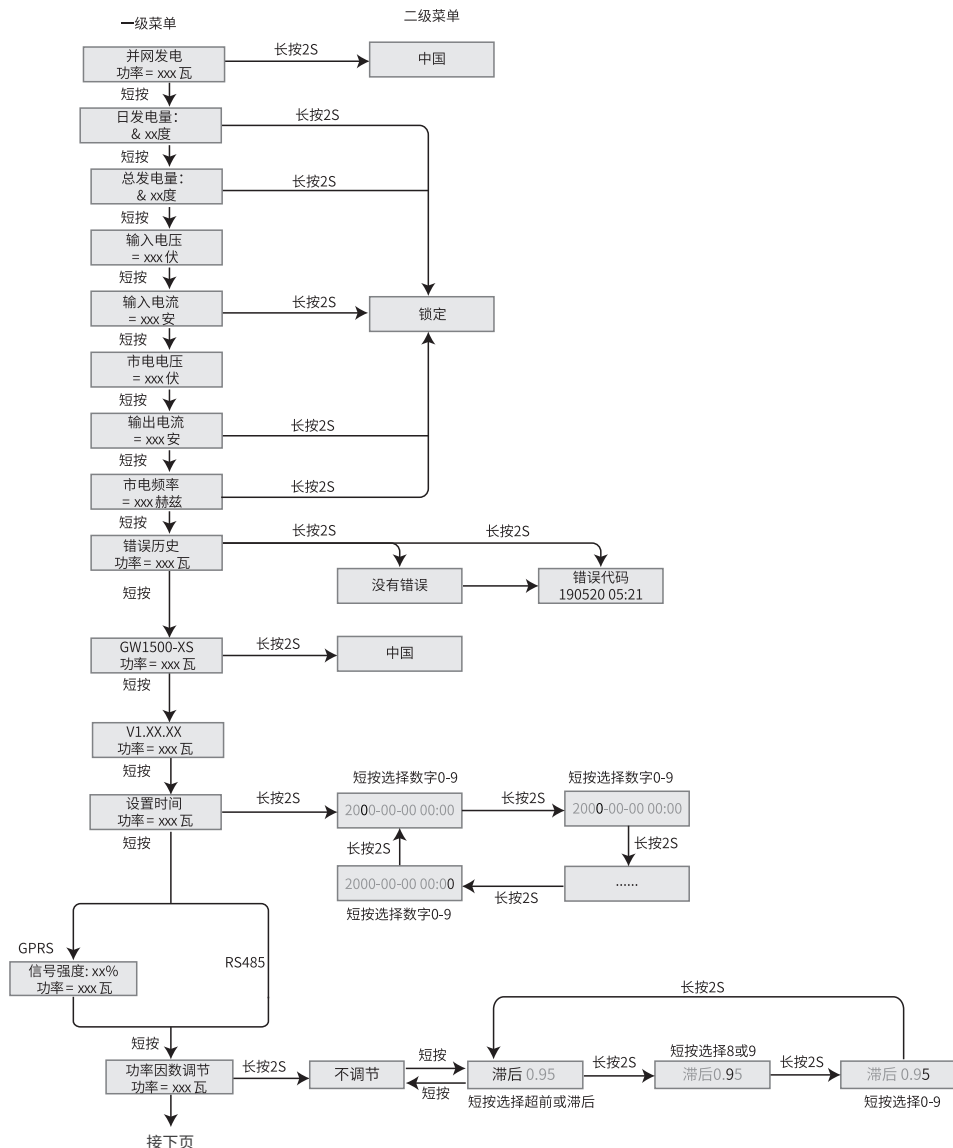 一级菜单
二级菜单
并网发电
功率= xxx 瓦
长按2S
中国
短按
日发电量：
& xx度
长按2S
短按
总发电量：
& xx度
长按2S
短按
输入电压
= xxx 伏
短按
输入电流
= xxx 安
长按2S
锁定
短按
市电电压
= xxx 伏
短按
输出电流
= xxx 安
长按2S
短按
市电频率
= xxx 赫兹
长按2S
短按
错误历史
功率= xxx 瓦
长按2S
长按2S
没有错误
错误代码
190520 05:21
短按
GW1500-XS
功率= xxx 瓦
长按2S
中国
短按
V1.XX.XX
功率= xxx 瓦
短按
设置时间
功率= xxx 瓦
长按2S
短按选择数字0-9
2000-00-00 00:00
长按2S
短按选择数字0-9
2000-00-00 00:00
长按2S
......
长按2S
2000-00-00 00:00
短按选择数字0-9
长按2S
短按
GPRS
信号强度: xx%
功率= xxx 瓦
RS485
短按
功率因数调节
功率= xxx 瓦
长按2S
不调节
短按
短按
滞后 0.95
短按选择超前或滞后
长按2S
短按选择8或9
滞后0.95
长按2S
滞后 0.95
短按选择0-9
长按2S
接下页